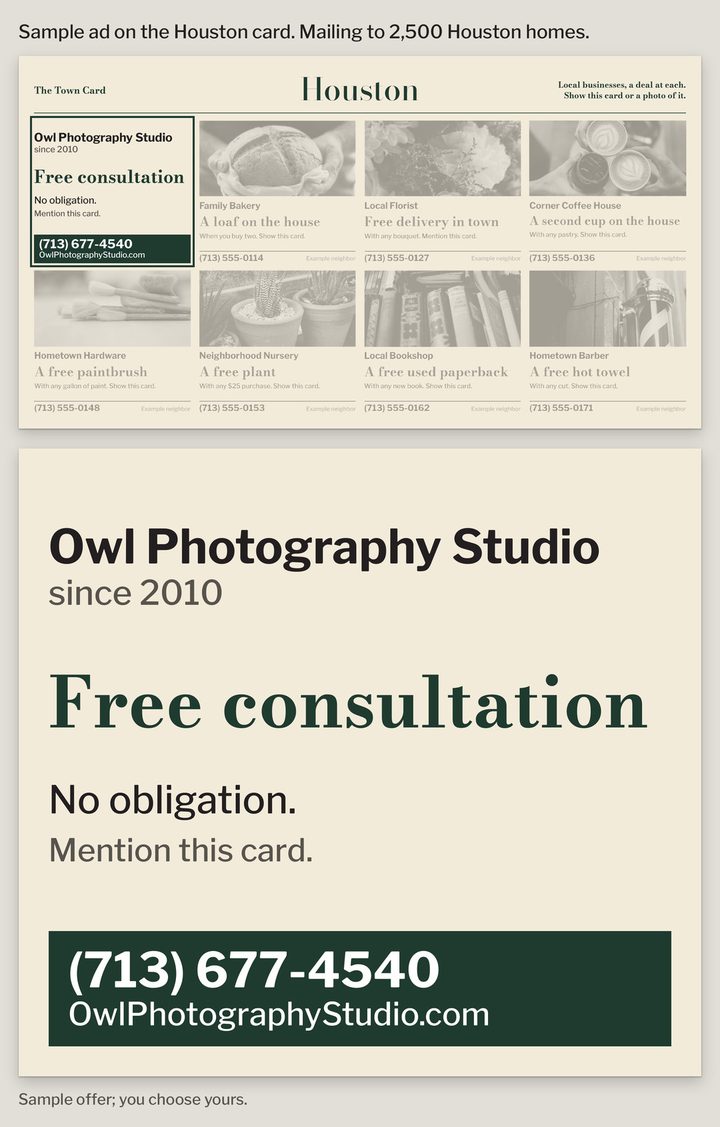 Sample ad on the Houston card. Mailing to 2,500 Houston homes.
The Town Card
Houston
Local businesses, a deal at each.
Show this card or a photo of it.
Owl Photography Studio
since 2010
Free consultation
No obligation.
Mention this card.
(713) 677-4540
OwlPhotographyStudio.com
Family Bakery
A loaf on the house
When you buy two. Show this card.
(713) 555-0114
Example neighbor
Local Florist
Free delivery in town
With any bouquet. Mention this card.
(713) 555-0127
Example neighbor
Corner Coffee House
A second cup on the house
With any pastry. Show this card.
(713) 555-0136
Example neighbor
Hometown Hardware
A free paintbrush
With any gallon of paint. Show this card.
(713) 555-0148
Example neighbor
Neighborhood Nursery
A free plant
With any $25 purchase. Show this card.
(713) 555-0153
Example neighbor
Local Bookshop
A free used paperback
With any new book. Show this card.
(713) 555-0162
Example neighbor
Hometown Barber
A free hot towel
With any cut. Show this card.
(713) 555-0171
Example neighbor
Owl Photography Studio
since 2010
Free consultation
No obligation.
Mention this card.
(713) 677-4540
OwlPhotographyStudio.com
Sample offer; you choose yours.